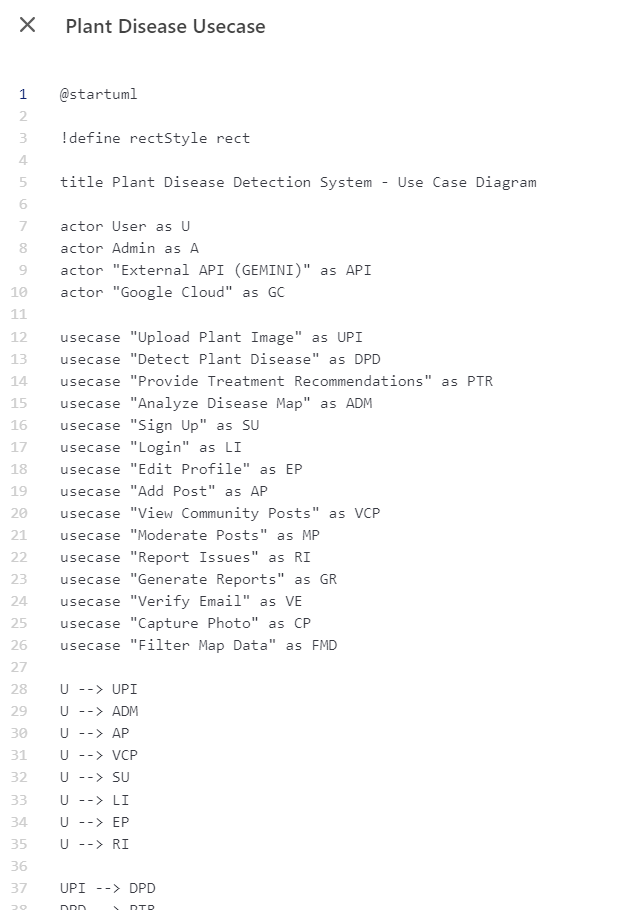 Plant Disease Usecase
1 @startuml
2
3 !define rectStyle rect
4
5 title Plant Disease Detection System - Use Case Diagram
6
7 actor User as U
8 actor Admin as A
9 actor "External API (GEMINI)" as API
10 actor "Google Cloud" as GC
11
12 usecase "Upload Plant Image" as UPI
13 usecase "Detect Plant Disease" as DPD
14 usecase "Provide Treatment Recommendations" as PTR
15 usecase "Analyze Disease Map" as ADM
16 usecase "Sign Up" as SU
17 usecase "Login" as LI
18 usecase "Edit Profile" as EP
19 usecase "Add Post" as AP
20 usecase "View Community Posts" as VCP
21 usecase "Moderate Posts" as MP
22 usecase "Report Issues" as RI
23 usecase "Generate Reports" as GR
24 usecase "Verify Email" as VE
25 usecase "Capture Photo" as CP
26 usecase "Filter Map Data" as FMD
27
28 U --> UPI
29 U --> ADM
30 U --> AP
31 U --> VCP
32 U --> SU
33 U --> LI
34 U --> EP
35 U --> RI
36
37 UPI --> DPD
38 DPD --> PTR